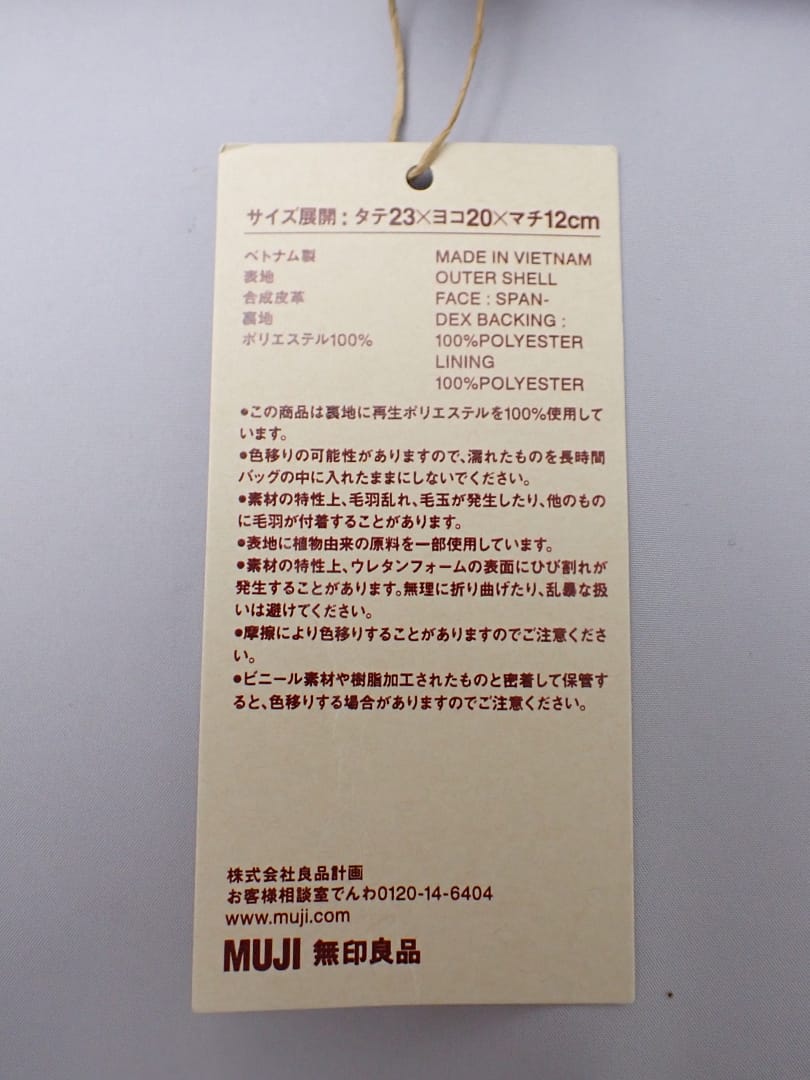 サイズ展開：タテ23×ヨコ20×マチ12cm
ベトナム製
表地
合成皮革
裏地
ポリエステル100%
MADE IN VIETNAM
OUTER SHELL
FACE : SPAN-
DEX BACKING :
100%POLYESTER
LINING
100%POLYESTER
●この商品は裏地に再生ポリエステルを100%使用して
います。
●色移りの可能性がありますので、濡れたものを長時間
バッグの中に入れたままにしないでください。
●素材の特性上、毛羽乱れ、毛玉が発生したり、他のもの
に毛羽が付着することがあります。
●表地に植物由来の原料を一部使用しています。
●素材の特性上、ウレタンフォームの表面にひび割れが
発生することがあります。無理に折り曲げたり、乱暴な扱
いは避けてください。
●摩擦により色移りすることがありますのでご注意くださ
い。
●ビニール素材や樹脂加工されたものと密着して保管す
ると、色移りする場合がありますのでご注意ください。
株式会社良品計画
お客様相談室でんわ0120-14-6404
www.muji.com
MUJI 無印良品